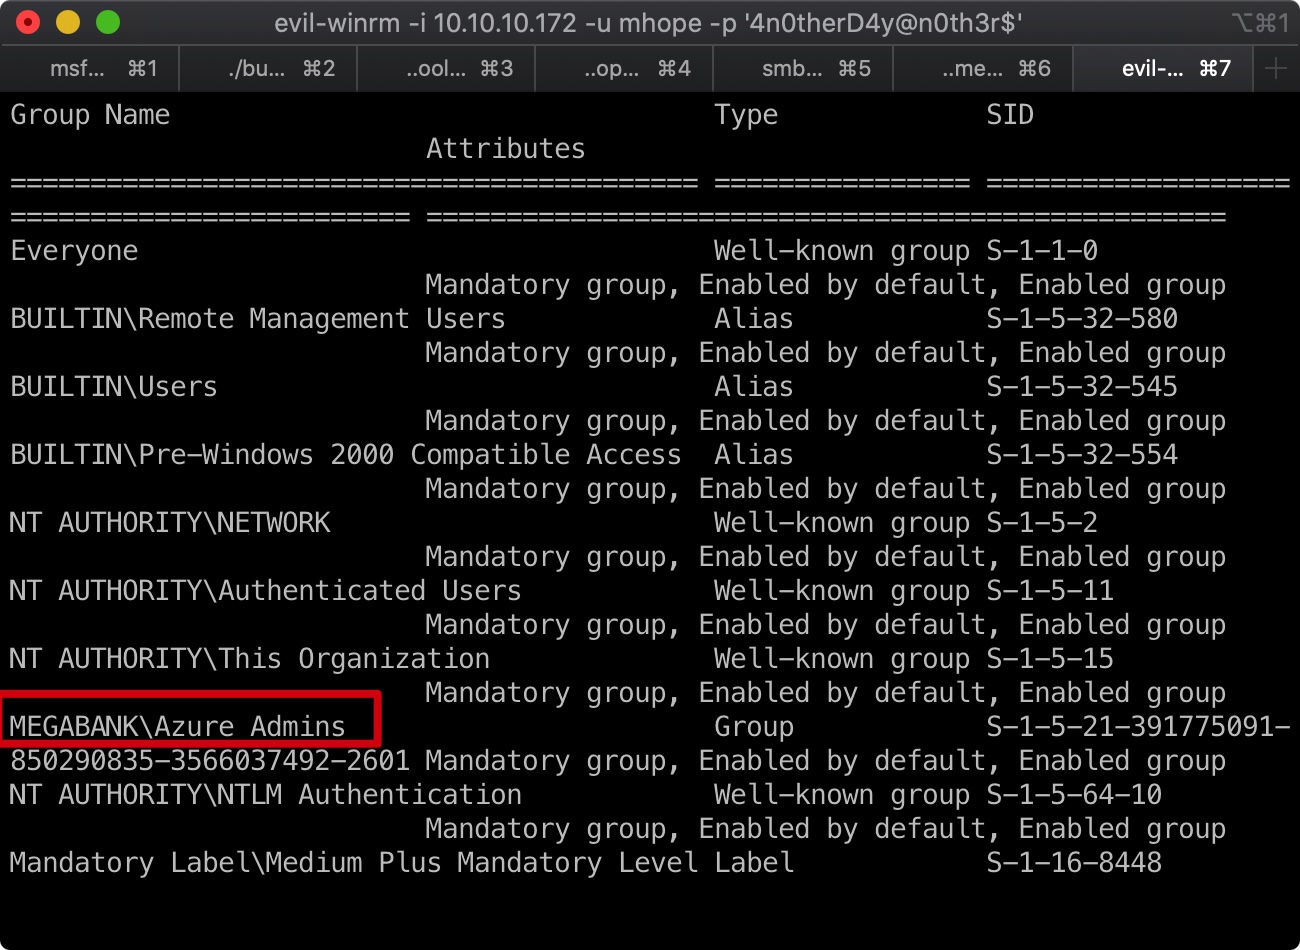 evil-winrm -i 10.10.10.172 -u mhope -p '4n0therD4y@n0th3r$' ⌥⌘1
msf... ⌘1 ./bu... ⌘2 ..ool... ⌘3 ..op... ⌘4 smb... ⌘5 ..me... ⌘6 evil-... ⌘7 +
Group Name Type SID
Attributes
=========================================== ================ ===================
========================= ==================================================
Everyone Well-known group S-1-1-0
Mandatory group, Enabled by default, Enabled group
BUILTIN\Remote Management Users Alias S-1-5-32-580
Mandatory group, Enabled by default, Enabled group
BUILTIN\Users Alias S-1-5-32-545
Mandatory group, Enabled by default, Enabled group
BUILTIN\Pre-Windows 2000 Compatible Access Alias S-1-5-32-554
Mandatory group, Enabled by default, Enabled group
NT AUTHORITY\NETWORK Well-known group S-1-5-2
Mandatory group, Enabled by default, Enabled group
NT AUTHORITY\Authenticated Users Well-known group S-1-5-11
Mandatory group, Enabled by default, Enabled group
NT AUTHORITY\This Organization Well-known group S-1-5-15
Mandatory group, Enabled by default, Enabled group
MEGABANK\Azure Admins Group S-1-5-21-391775091-
850290835-3566037492-2601 Mandatory group, Enabled by default, Enabled group
NT AUTHORITY\NTLM Authentication Well-known group S-1-5-64-10
Mandatory group, Enabled by default, Enabled group
Mandatory Label\Medium Plus Mandatory Level Label S-1-16-8448